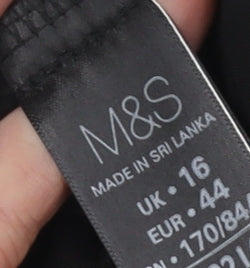 M&S
MADE IN SRI LANKA
UK • 16
EUR • 44
• 170/84